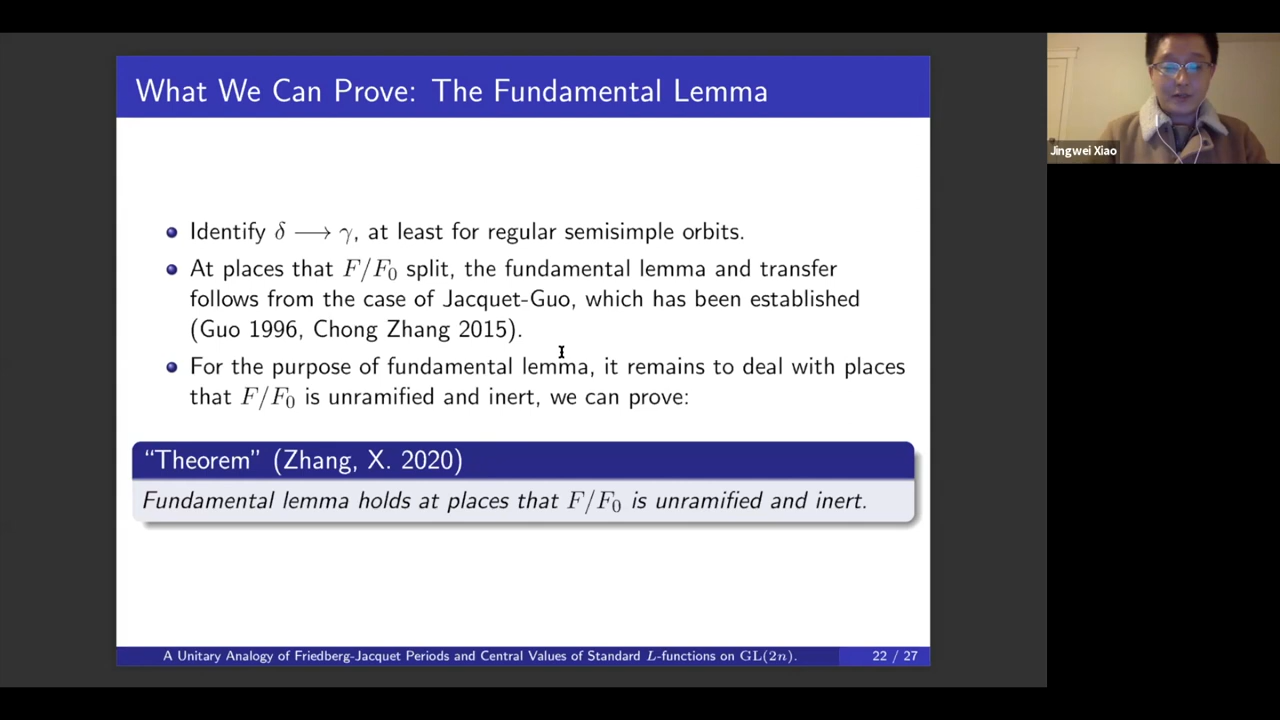 What We Can Prove: The Fundamental Lemma
Jingwei Xiao
Identify δ ⟶ γ, at least for regular semisimple orbits.
At places that F/F₀ split, the fundamental lemma and transfer
follows from the case of Jacquet-Guo, which has been established
(Guo 1996, Chong Zhang 2015).
For the purpose of fundamental lemma, it remains to deal with places
that F/F₀ is unramified and inert, we can prove:
“Theorem” (Zhang, X. 2020)
Fundamental lemma holds at places that F/F₀ is unramified and inert.
A Unitary Analogy of Friedberg-Jacquet Periods and Central Values of Standard L-functions on GL(2n).
22 / 27